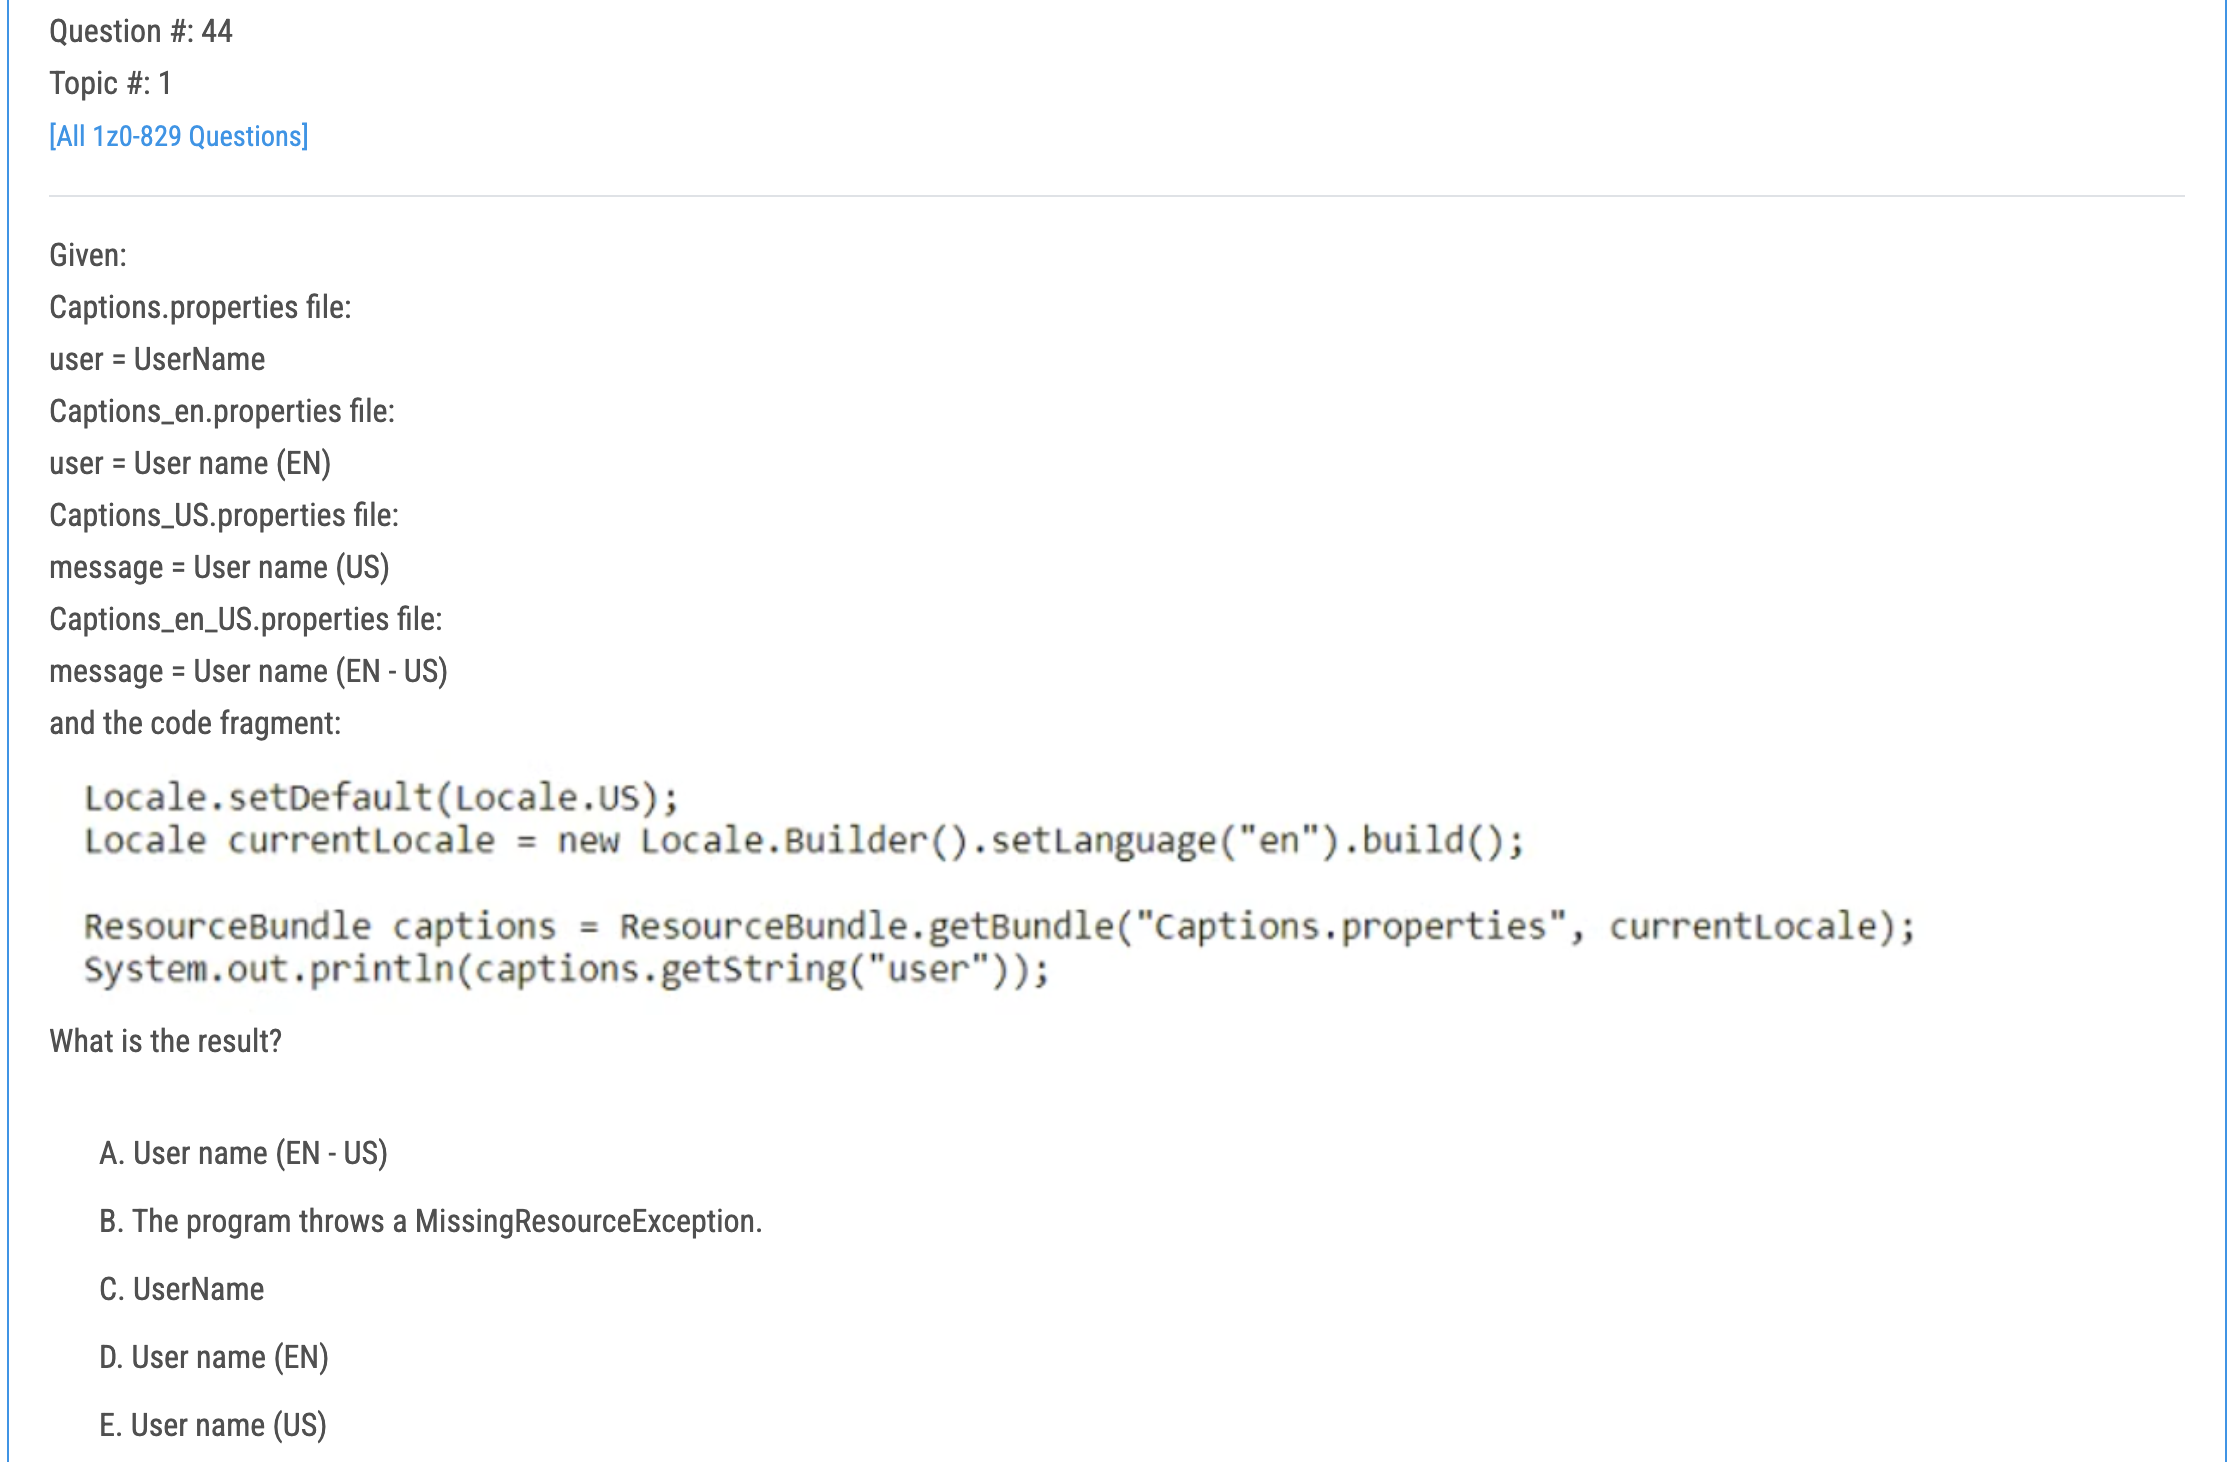 Question #: 44
Topic #: 1
[All 1z0-829 Questions]
Given:
Captions.properties file:
user = UserName
Captions_en.properties file:
user = User name (EN)
Captions_US.properties file:
message = User name (US)
Captions_en_US.properties file:
message = User name (EN - US)
and the code fragment:
Locale.setDefault(Locale.US);
Locale currentLocale = new Locale.Builder().setLanguage("en").build();
ResourceBundle captions = ResourceBundle.getBundle("Captions.properties", currentLocale);
System.out.println(captions.getString("user"));
What is the result?
A. User name (EN - US)
B. The program throws a MissingResourceException.
C. UserName
D. User name (EN)
E. User name (US)